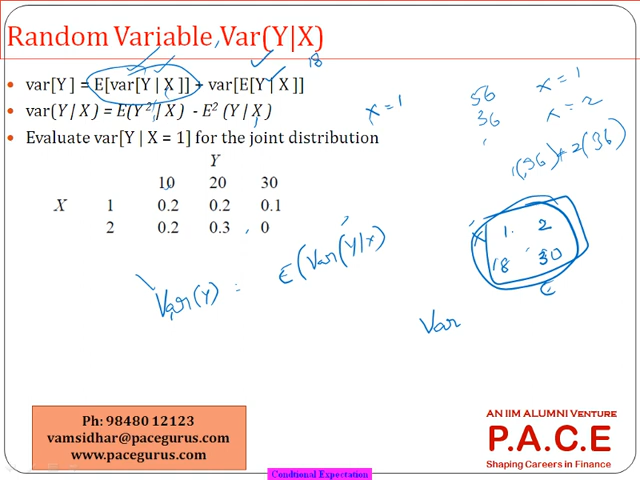 Random Variable, Var(Y|X)
18
• var[Y ] = E[var[Y | X ]] + var[E[Y | X ]]
• var(Y | X ) = E(Y² | X ) - E² (Y | X )
• Evaluate var[Y | X = 1] for the joint distribution
x=1
56
36
x=1
x=2
1(36)+2(36)
Y
10 20 30
X 1 0.2 0.2 0.1
2 0.2 0.3 0
X 1 2
18 30
Var(Y) = E(Var(Y|x)
Var
Ph: 98480 12123
vamsidhar@pacegurus.com
www.pacegurus.com
AN IIM ALUMNI VENTURE
P.A.C.E
Shaping Careers in Finance
Condtional Expectation